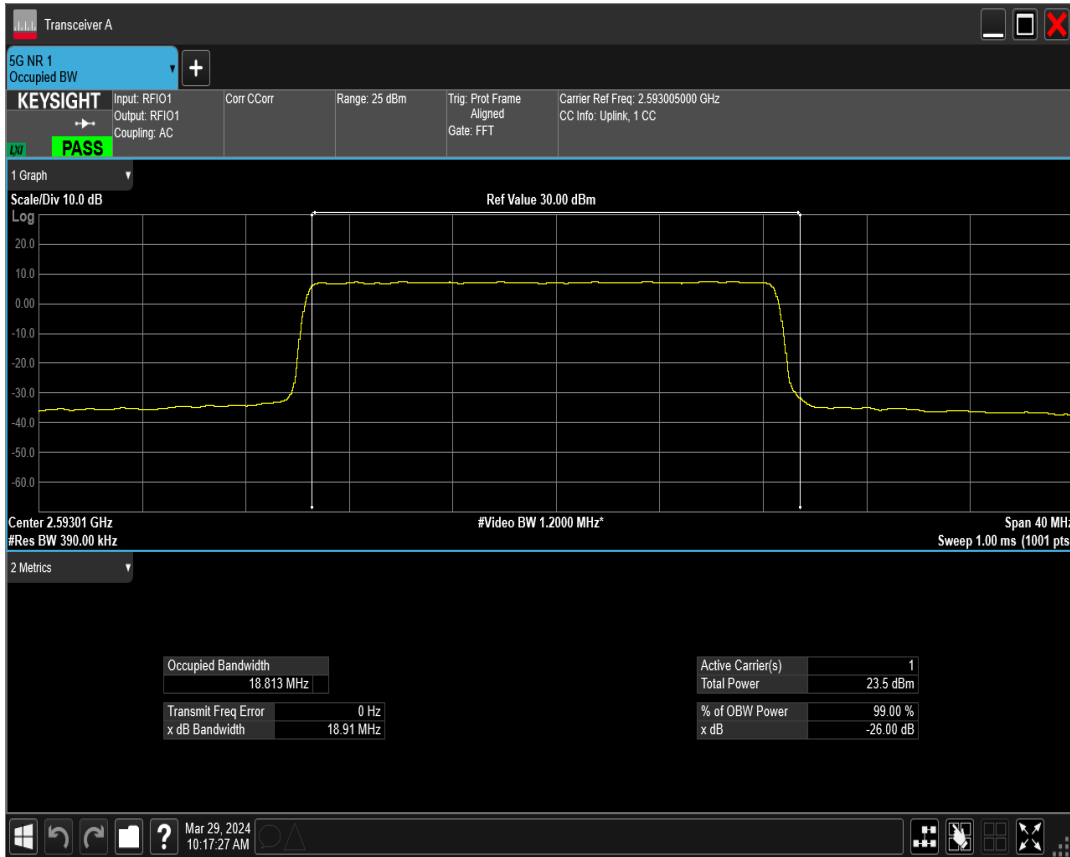 Transceiver A
5G NR 1
Occupied BW
+
KEYSIGHT
Input: RFIO1
Output: RFIO1
Coupling: AC
LXI
PASS
Corr CCorr
Range: 25 dBm
Trig: Prot Frame
Aligned
Gate: FFT
Carrier Ref Freq: 2.593005000 GHz
CC Info: Uplink, 1 CC
1 Graph
Scale/Div 10.0 dB
Ref Value 30.00 dBm
Log
20.0
10.0
0.00
-10.0
-20.0
-30.0
-40.0
-50.0
-60.0
Center 2.59301 GHz
#Video BW 1.2000 MHz*
Span 40 MHz
#Res BW 390.00 kHz
Sweep 1.00 ms (1001 pts
2 Metrics
Occupied Bandwidth
18.813 MHz
Transmit Freq Error 0 Hz
x dB Bandwidth 18.91 MHz
Active Carrier(s) 1
Total Power 23.5 dBm
% of OBW Power 99.00 %
x dB -26.00 dB
?
Mar 29, 2024
10:17:27 AM